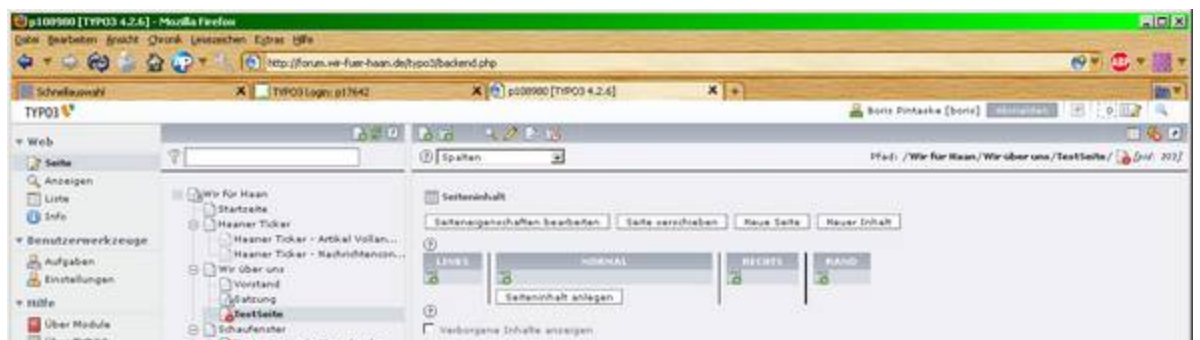 p108980 [TYPO3 4.2.6] - Mozilla Firefox
Datei Bearbeiten Ansicht Chronik Lesezeichen Extras Hilfe
http://forum.wir-fuer-haan.de/typo3/backend.php
Schnellauswahl TYPO3 Login: p17642 p108980 [TYPO3 4.2.6]
TYPO3 Boris Pintaske [boris] 0
Web
Seite
Anzeigen
Liste
Info
Benutzerwerkzeuge
Aufgaben
Einstellungen
Hilfe
Über Module
Wir für Haan
Startseite
Haaner Ticker
Haaner Ticker - Artikel Vollan...
Haaner Ticker - Nachrichtencon...
Wir über uns
Vorstand
Satzung
TestSeite
Schaufenster
Spalten
Pfad: /Wir für Haan/Wir über uns/TestSeite/
Seiteninhalt
Seiteneigenschaften bearbeiten Seite verschieben Neue Seite Neuer Inhalt
LINKS NORMAL RECHTS RAND
Seiteninhalt anlegen
Verborgene Inhalte anzeigen